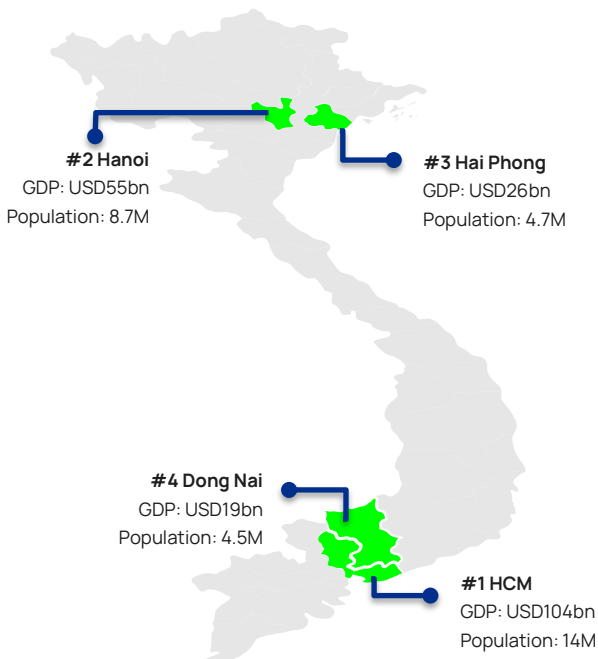 #2 Hanoi
GDP: USD55bn
Population: 8.7M
#3 Hai Phong
GDP: USD26bn
Population: 4.7M
#4 Dong Nai
GDP: USD19bn
Population: 4.5M
#1 HCM
GDP: USD104bn
Population: 14M